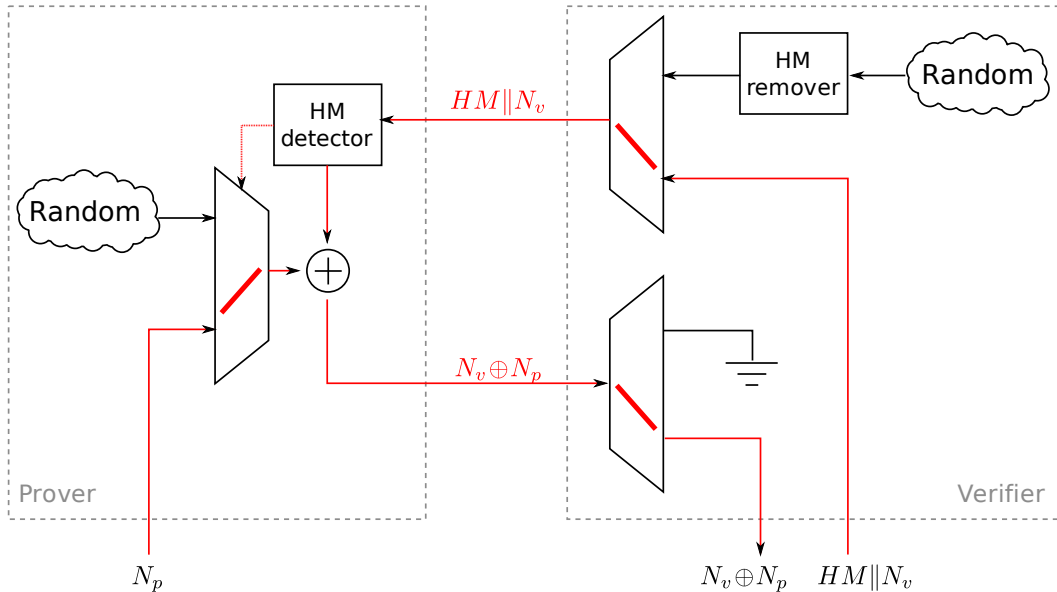 HM
remover
Random
HM
detector
HM∥N_v
Random
N_v⊕N_p
Prover
Verifier
N_p
N_v⊕N_p
HM∥N_v